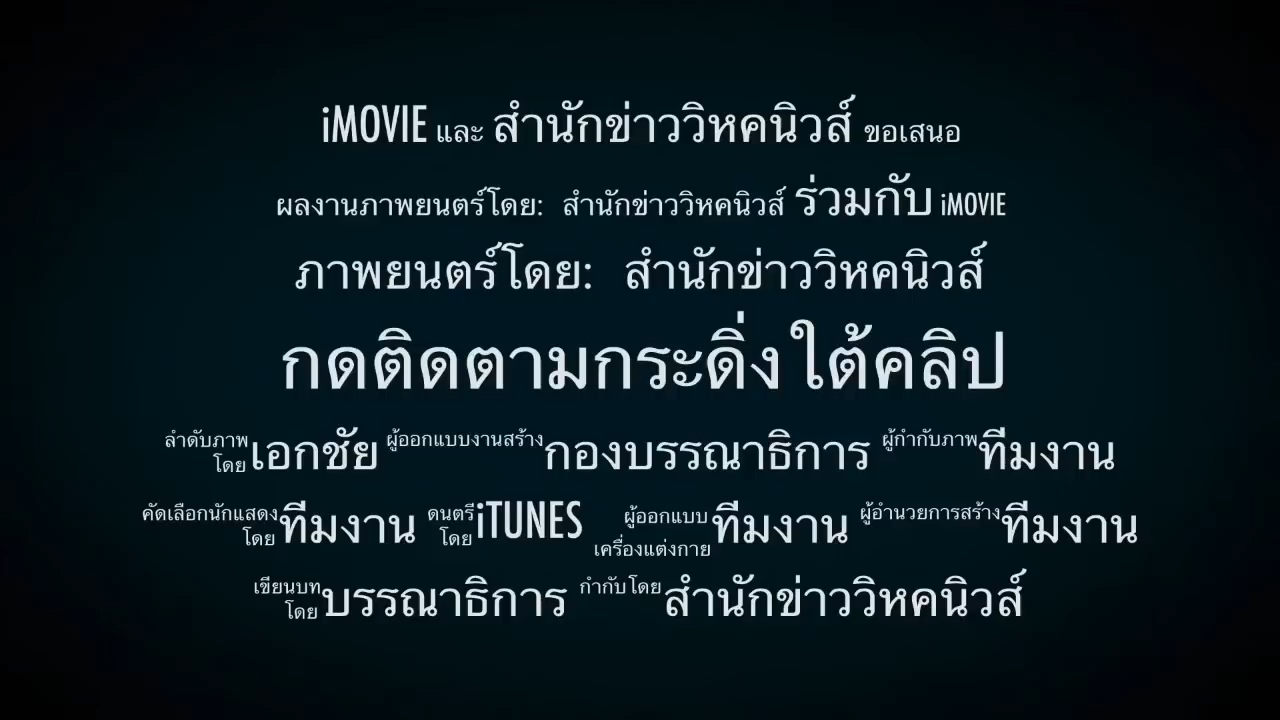 iMOVIE และ สำนักข่าววิหคนิวส์ ขอเสนอ
ผลงานภาพยนตร์โดย: สำนักข่าววิหคนิวส์ ร่วมกับ iMOVIE
ภาพยนตร์โดย: สำนักข่าววิหคนิวส์
กดติดตามกระดิ่ง ใต้คลิป
ลำดับภาพโดย เอกชัย ผู้ออกแบบงานสร้าง กองบรรณาธิการ ผู้กำกับภาพ ทีมงาน
คัดเลือกนักแสดงโดย ทีมงาน ดนตรีโดย iTUNES ผู้ออกแบบเครื่องแต่งกาย ทีมงาน ผู้อำนวยการสร้าง ทีมงาน
เขียนบทโดย บรรณาธิการ กำกับโดย สำนักข่าววิหคนิวส์